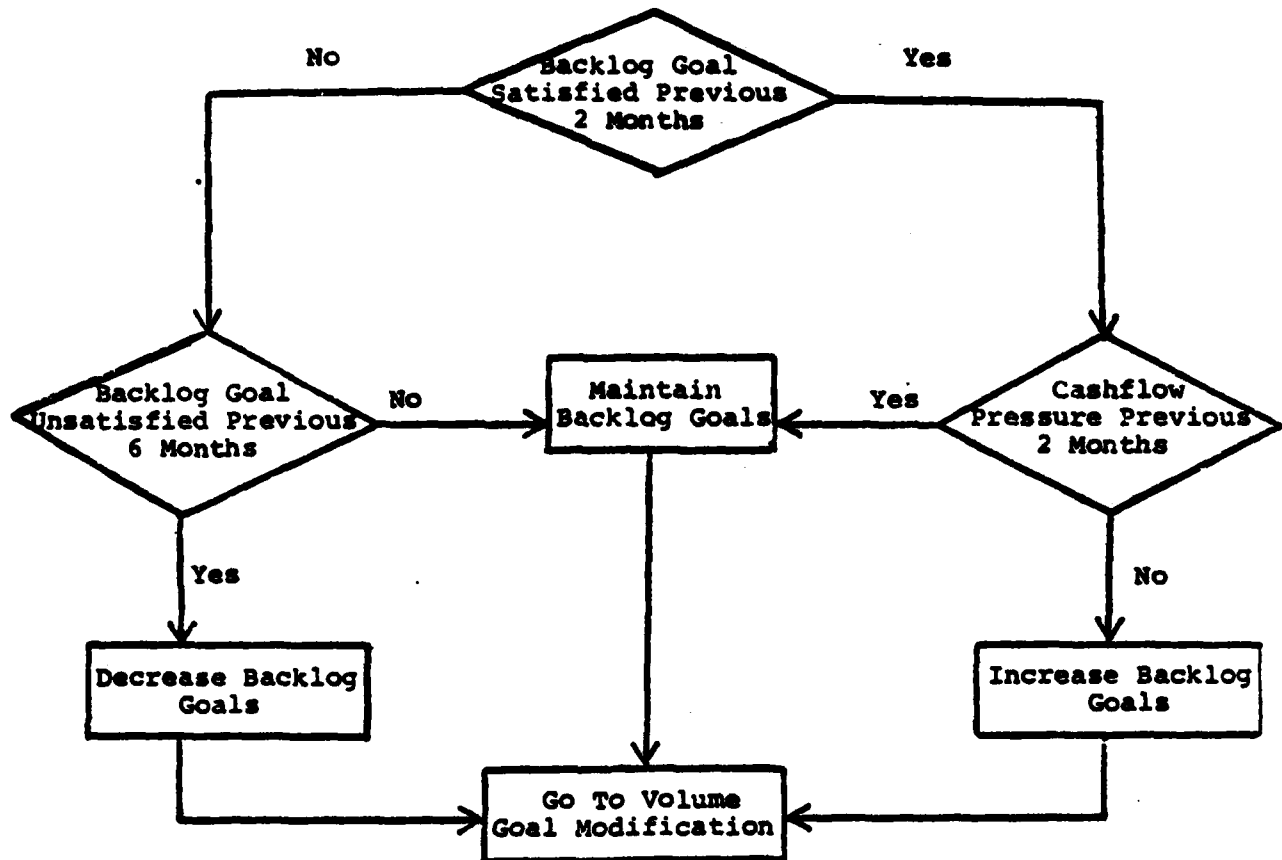 No
Backlog Goal
Satisfied Previous
2 Months
Yes
Backlog Goal
Unsatisfied Previous
6 Months
No
Maintain
Backlog Goals
Yes
Cashflow
Pressure Previous
2 Months
Yes
No
Decrease Backlog
Goals
Increase Backlog
Goals
Go To Volume
Goal Modification